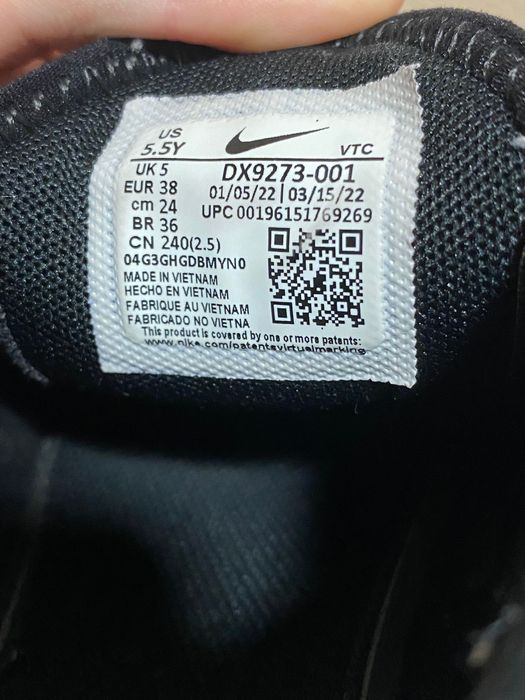 US
5.5Y
VTC
UK 5
DX9273-001
EUR 38
01/05/22 | 03/15/22
cm 24
UPC 00196151769269
BR 36
CN 240(2.5)
04G3GHGDBMYN0
MADE IN VIETNAM
HECHO EN VIETNAM
FABRIQUE AU VIETNAM
FABRICADO NO VIETNA
This product is covered by one or more patents:
www.nike.com/patentsvirtualmarking